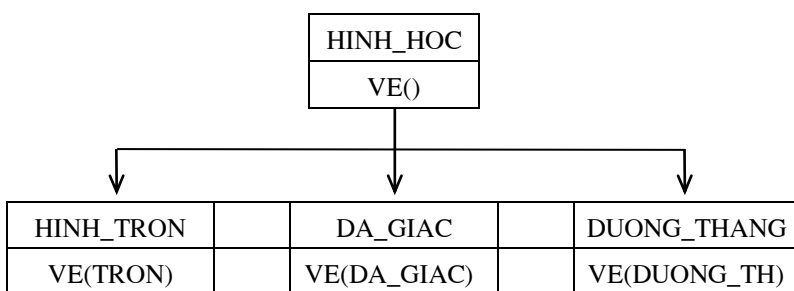 HINH_HOC
VE()
HINH_TRON DA_GIAC DUONG_THANG
VE(TRON) VE(DA_GIAC) VE(DUONG_TH)